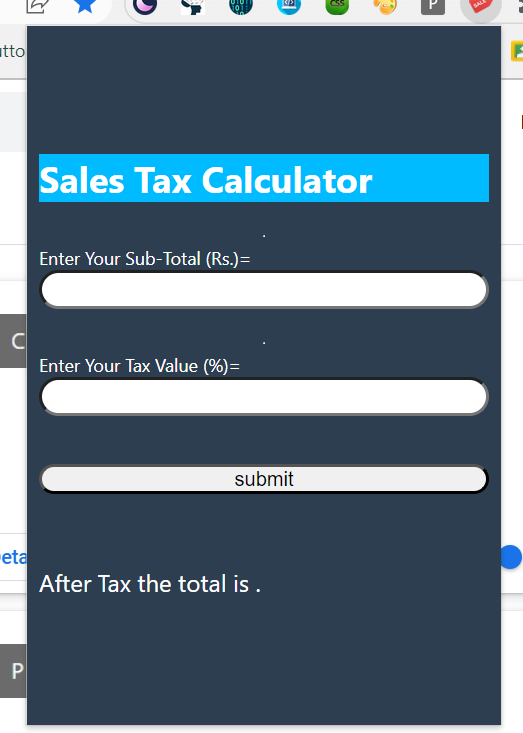 P
Sales Tax Calculator
.
Enter Your Sub-Total (Rs.)=
C
.
Enter Your Tax Value (%)=
submit
After Tax the total is .
P